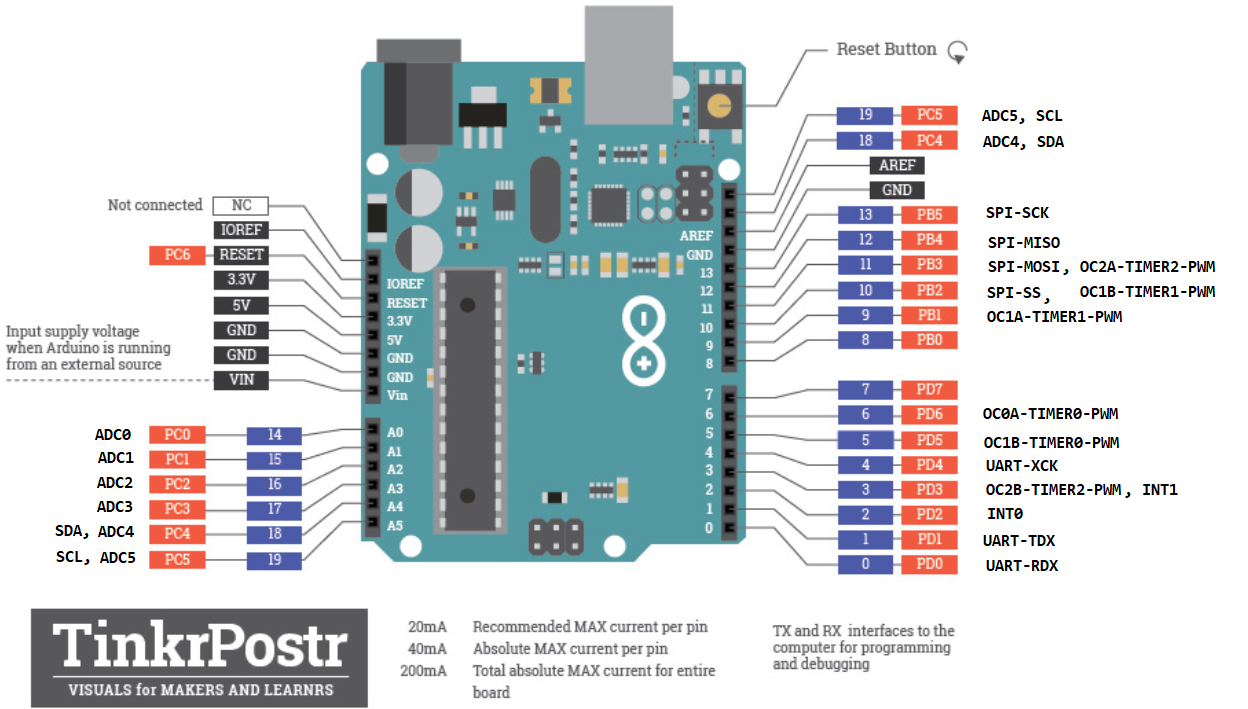 Reset Button
19 PC5 ADC5, SCL
18 PC4 ADC4, SDA
AREF
GND
13 PB5 SPI-SCK
12 PB4 SPI-MISO
11 PB3 SPI-MOSI, OC2A-TIMER2-PWM
10 PB2 SPI-SS, OC1B-TIMER1-PWM
9 PB1 OC1A-TIMER1-PWM
8 PB0
7 PD7
6 PD6 OC0A-TIMER0-PWM
5 PD5 OC1B-TIMER0-PWM
4 PD4 UART-XCK
3 PD3 OC2B-TIMER2-PWM, INT1
2 PD2 INT0
1 PD1 UART-TDX
0 PD0 UART-RDX
Not connected NC
IOREF
PC6 RESET
3.3V
5V
GND
GND
VIN
Input supply voltage
when Arduino is running
from an external source
ADC0 PC0 14
ADC1 PC1 15
ADC2 PC2 16
ADC3 PC3 17
SDA, ADC4 PC4 18
SCL, ADC5 PC5 19
IOREF
RESET
3.3V
5V
GND
GND
Vin
A0
A1
A2
A3
A4
A5
AREF
GND
13
12
11
10
9
8
7
6
5
4
3
2
1
0
TinkrPostr
VISUALS for MAKERS AND LEARNRS
20mA Recommended MAX current per pin
40mA Absolute MAX current per pin
200mA Total absolute MAX current for entire
board
TX and RX interfaces to the
computer for programming
and debugging